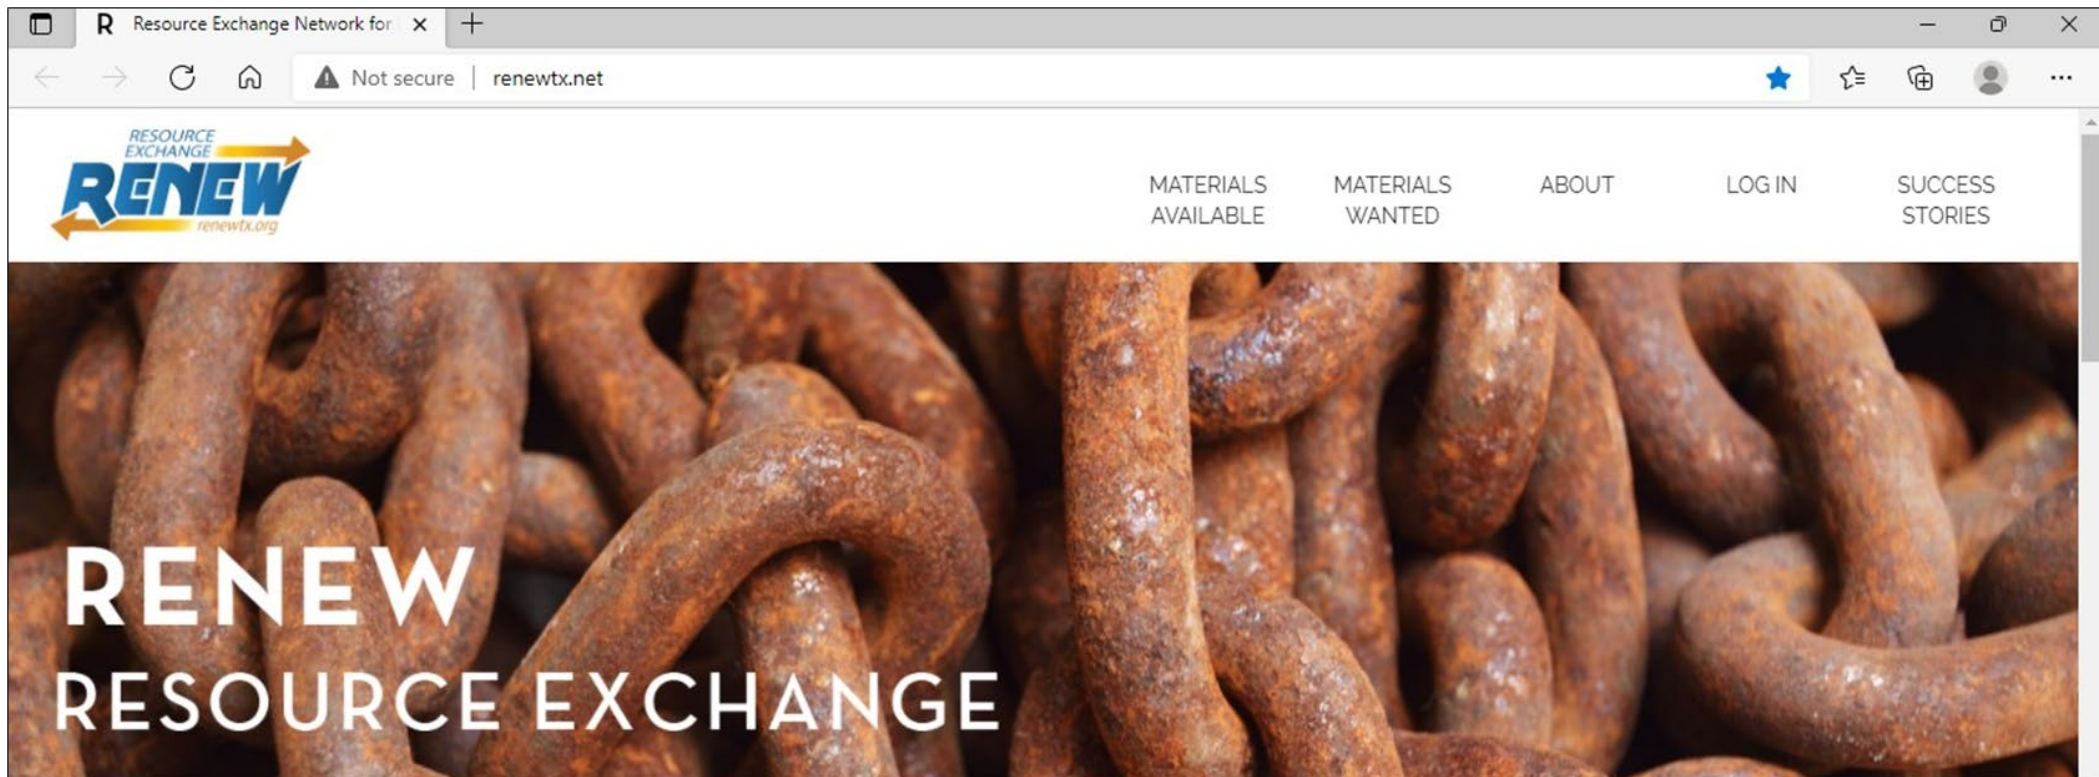 R Resource Exchange Network for
Not secure | renewtx.net
RESOURCE
EXCHANGE
RENEW
renewtx.org
MATERIALS
AVAILABLE
MATERIALS
WANTED
ABOUT
LOG IN
SUCCESS
STORIES
RENEW
RESOURCE EXCHANGE